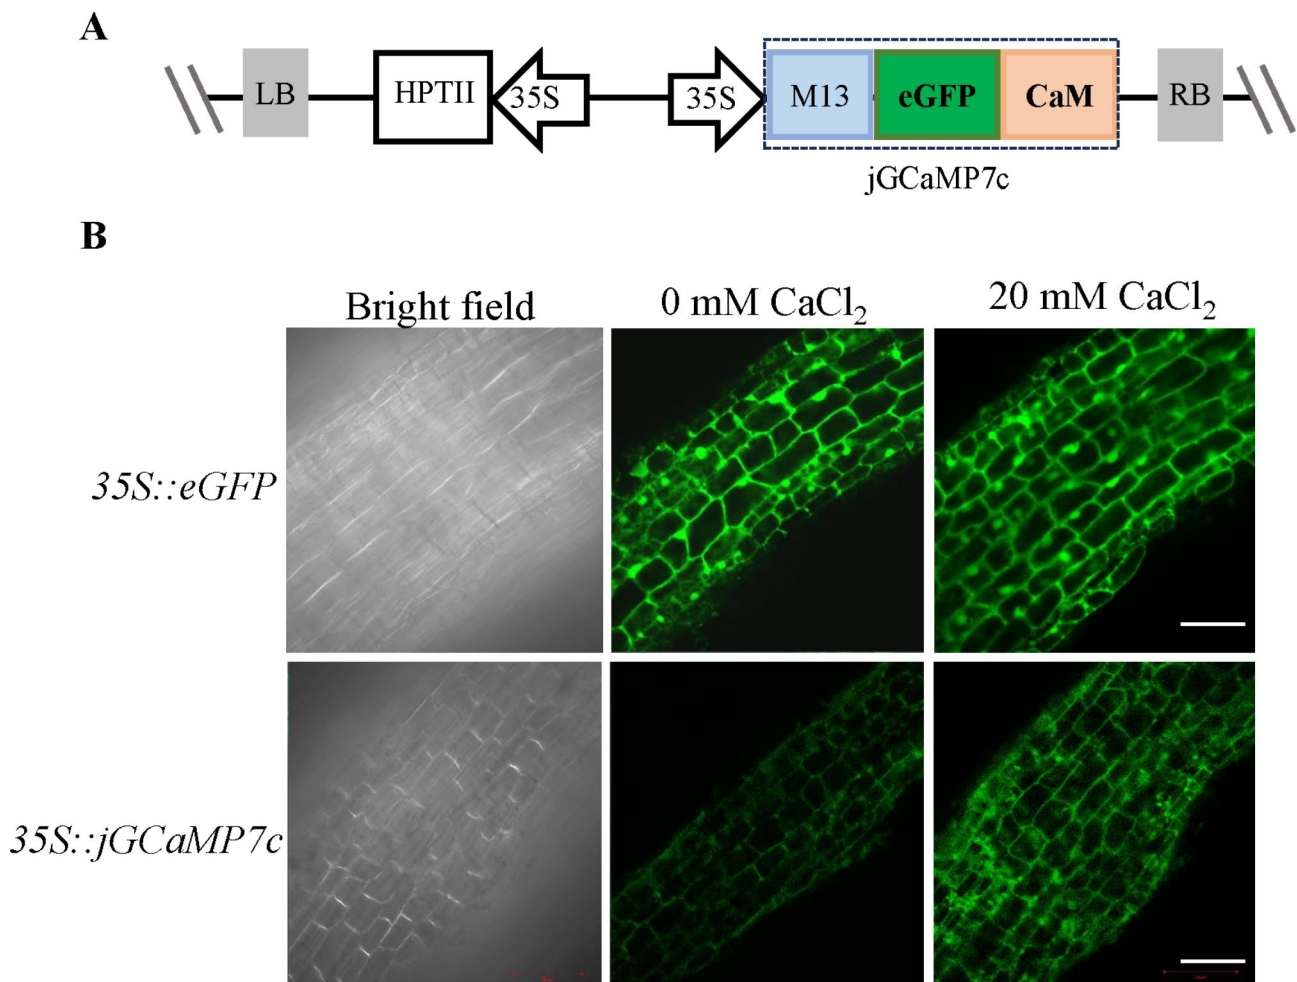 A
LB HPTII 35S 35S M13 eGFP CaM RB
jGCaMP7c
B
Bright field 0 mM CaCl₂ 20 mM CaCl₂
35S::eGFP
35S::jGCaMP7c